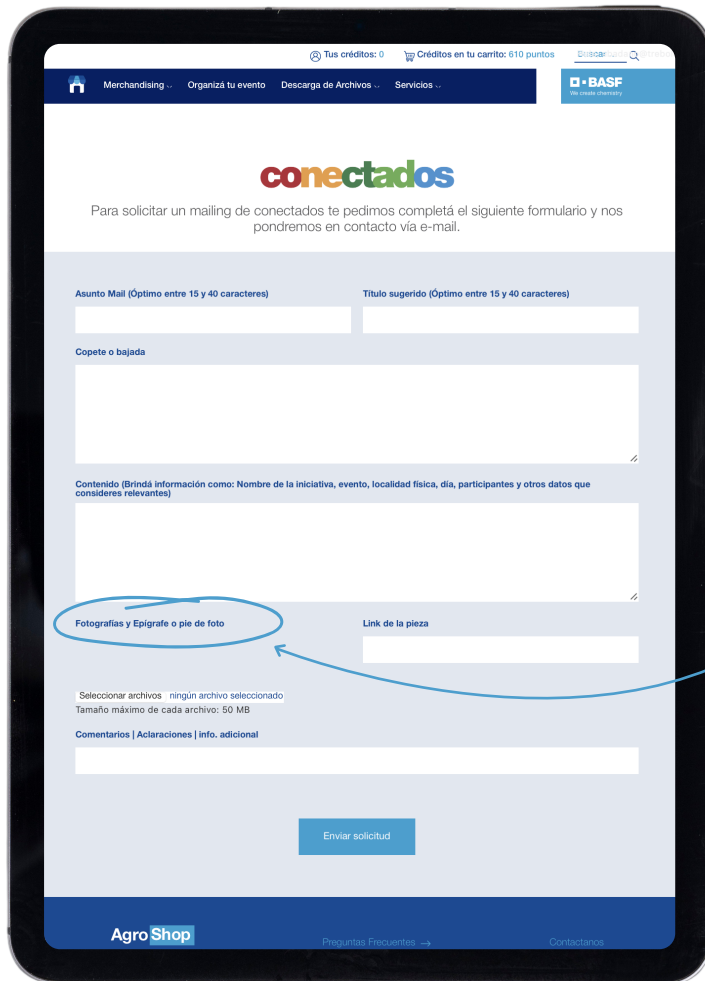 Tus créditos: 0 Créditos en tu carrito: 610 puntos Buscar
Merchandising Organizá tu evento Descarga de Archivos Servicios
BASF
We create chemistry
conectados
Para solicitar un mailing de conectados te pedimos completá el siguiente formulario y nos
pondremos en contacto vía e-mail.
Asunto Mail (Óptimo entre 15 y 40 caracteres) Título sugerido (Óptimo entre 15 y 40 caracteres)
Copete o bajada
Contenido (Brindá información como: Nombre de la iniciativa, evento, localidad física, día, participantes y otros datos que
consideres relevantes)
Fotografías y Epígrafe o pie de foto Link de la pieza
Seleccionar archivos ningún archivo seleccionado
Tamaño máximo de cada archivo: 50 MB
Comentarios | Aclaraciones | info. adicional
Enviar solicitud
Agro Shop Preguntas Frecuentes → Contactanos